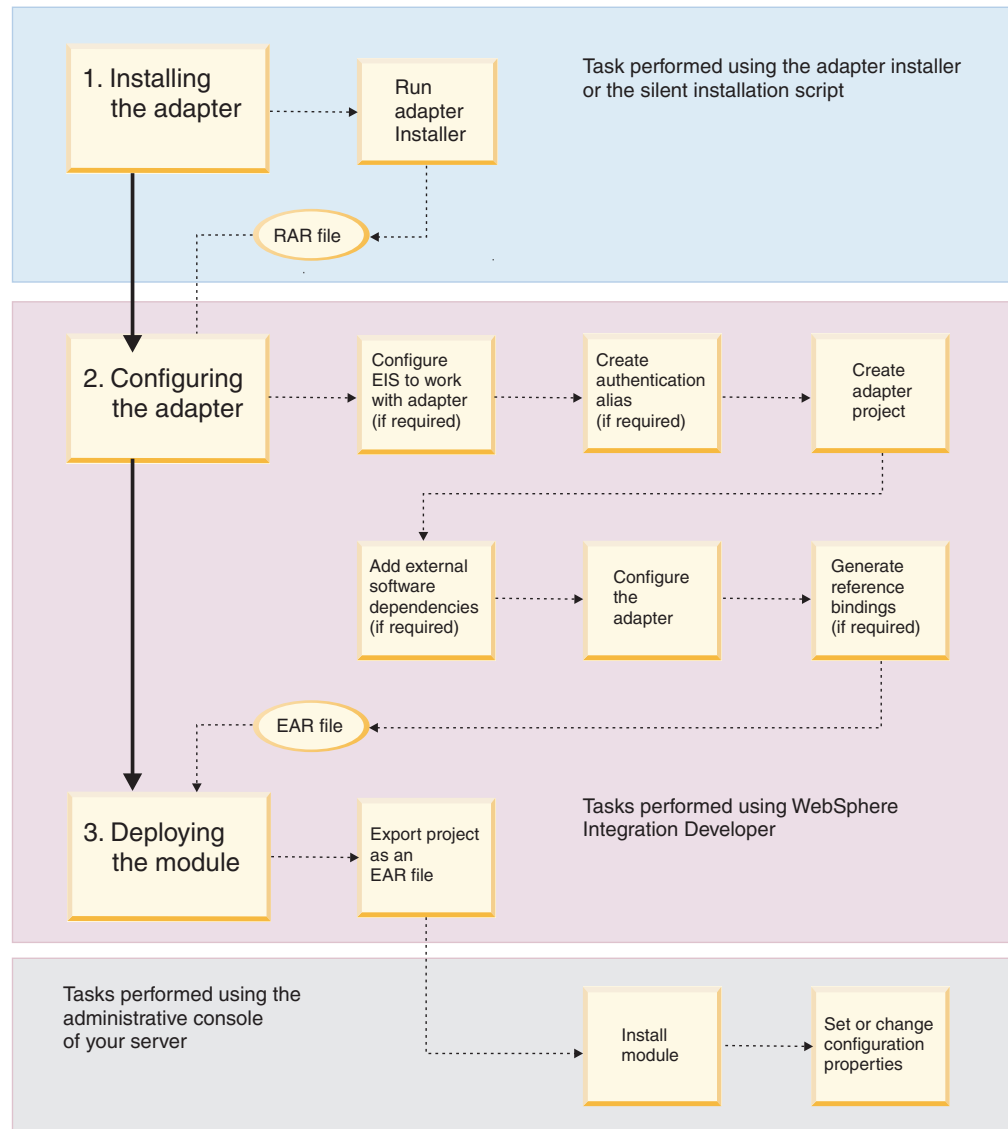 1. Installing
the adapter
Run
adapter
Installer
Task performed using the adapter installer
or the silent installation script
RAR file
2. Configuring
the adapter
Configure
EIS to work
with adapter
(if required)
Create
authentication
alias
(if required)
Create
adapter
project
Add external
software
dependencies
(if required)
Configure
the
adapter
Generate
reference
bindings
(if required)
EAR file
3. Deploying
the module
Export project
as an
EAR file
Tasks performed using WebSphere
Integration Developer
Tasks performed using the
administrative console
of your server
Install
module
Set or change
configuration
properties